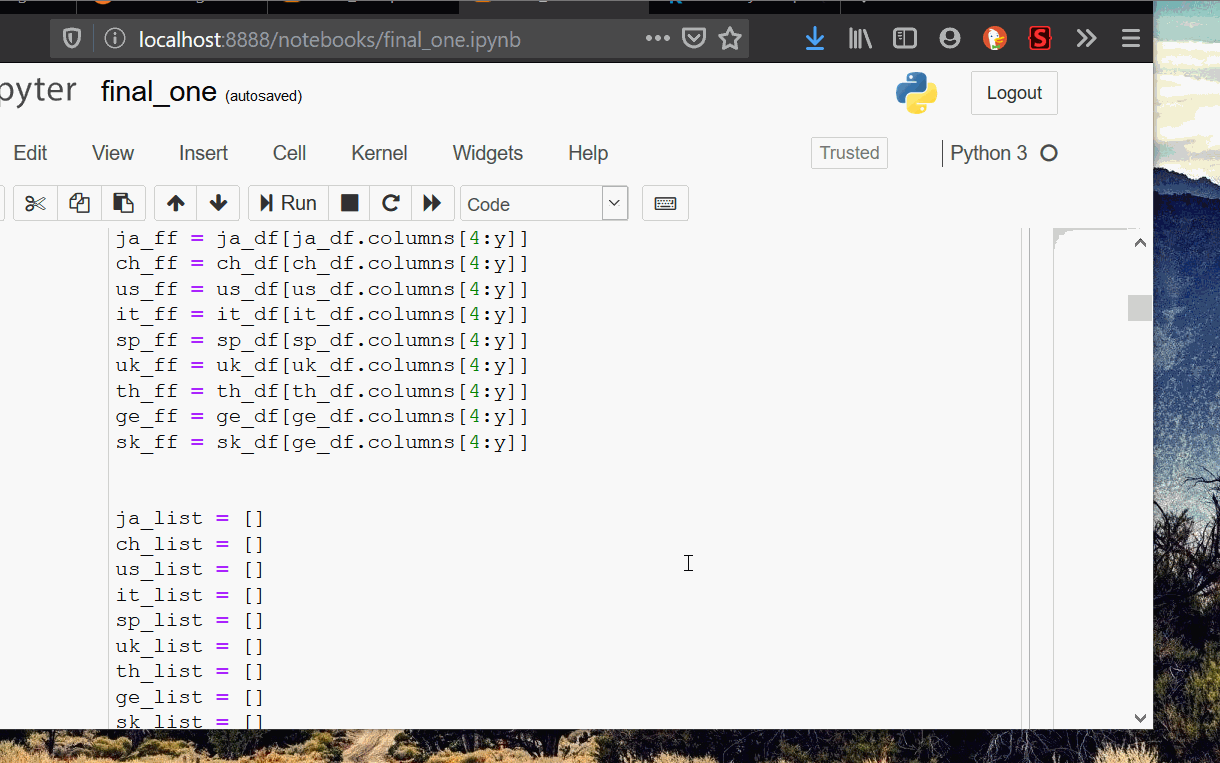 localhost:8888/notebooks/final_one.ipynb
pyter final_one (autosaved)
Logout
Edit View Insert Cell Kernel Widgets Help
Trusted Python 3
Run Code
ja_ff = ja_df[ja_df.columns[4:y]]
ch_ff = ch_df[ch_df.columns[4:y]]
us_ff = us_df[us_df.columns[4:y]]
it_ff = it_df[it_df.columns[4:y]]
sp_ff = sp_df[sp_df.columns[4:y]]
uk_ff = uk_df[uk_df.columns[4:y]]
th_ff = th_df[th_df.columns[4:y]]
ge_ff = ge_df[ge_df.columns[4:y]]
sk_ff = sk_df[ge_df.columns[4:y]]
ja_list = []
ch_list = []
us_list = []
it_list = []
sp_list = []
uk_list = []
th_list = []
ge_list = []
sk_list = []